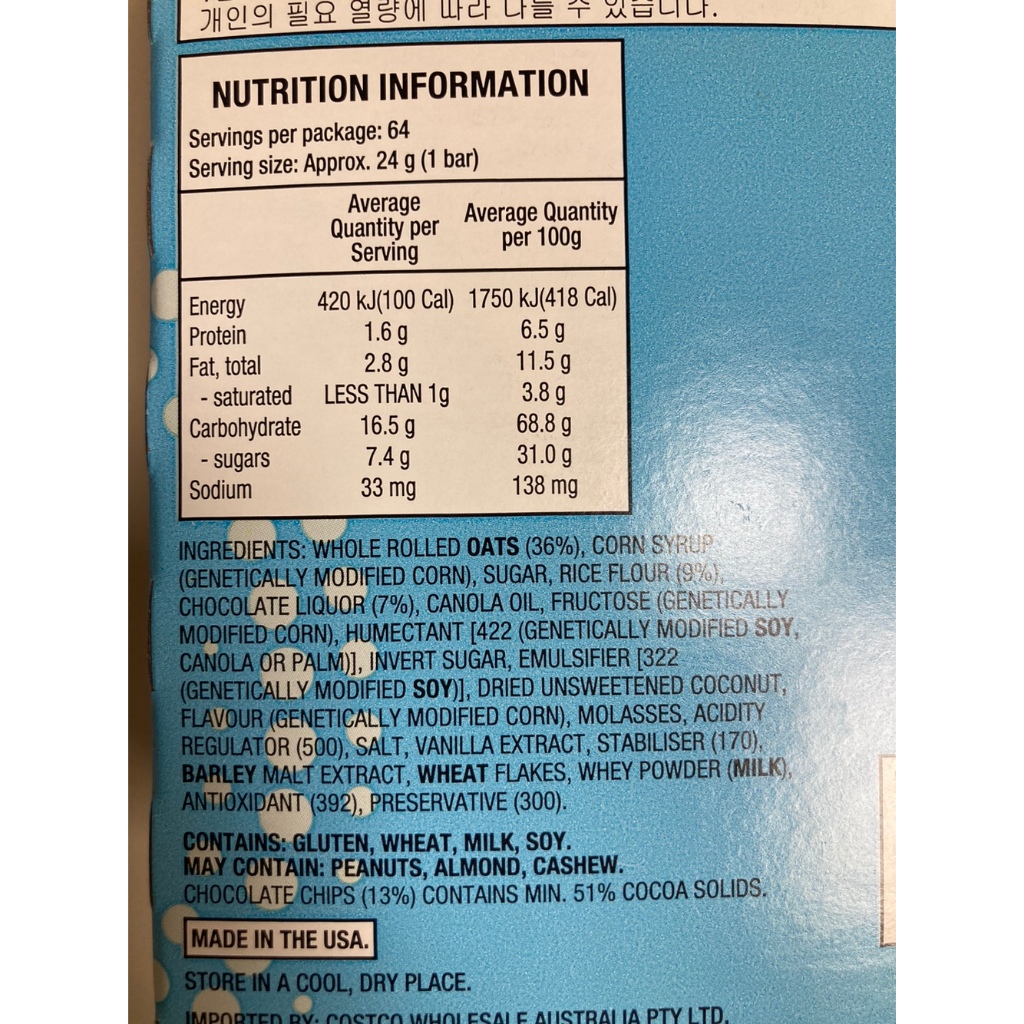 개인의 필요 열량에 따라 다를 수 있습니다.
NUTRITION INFORMATION
Servings per package: 64
Serving size: Approx. 24 g (1 bar)
Average Quantity per Serving Average Quantity per 100g
Energy 420 kJ(100 Cal) 1750 kJ(418 Cal)
Protein 1.6 g 6.5 g
Fat, total 2.8 g 11.5 g
- saturated LESS THAN 1g 3.8 g
Carbohydrate 16.5 g 68.8 g
- sugars 7.4 g 31.0 g
Sodium 33 mg 138 mg
INGREDIENTS: WHOLE ROLLED OATS (36%), CORN SYRUP
(GENETICALLY MODIFIED CORN), SUGAR, RICE FLOUR (9%),
CHOCOLATE LIQUOR (7%), CANOLA OIL, FRUCTOSE (GENETICALLY
MODIFIED CORN), HUMECTANT [422 (GENETICALLY MODIFIED SOY,
CANOLA OR PALM)], INVERT SUGAR, EMULSIFIER [322
(GENETICALLY MODIFIED SOY)], DRIED UNSWEETENED COCONUT,
FLAVOUR (GENETICALLY MODIFIED CORN), MOLASSES, ACIDITY
REGULATOR (500), SALT, VANILLA EXTRACT, STABILISER (170),
BARLEY MALT EXTRACT, WHEAT FLAKES, WHEY POWDER (MILK),
ANTIOXIDANT (392), PRESERVATIVE (300).
CONTAINS: GLUTEN, WHEAT, MILK, SOY.
MAY CONTAIN: PEANUTS, ALMOND, CASHEW.
CHOCOLATE CHIPS (13%) CONTAINS MIN. 51% COCOA SOLIDS.
MADE IN THE USA.
STORE IN A COOL, DRY PLACE.
IMPORTED BY: COSTCO WHOLESALE AUSTRALIA PTY LTD.